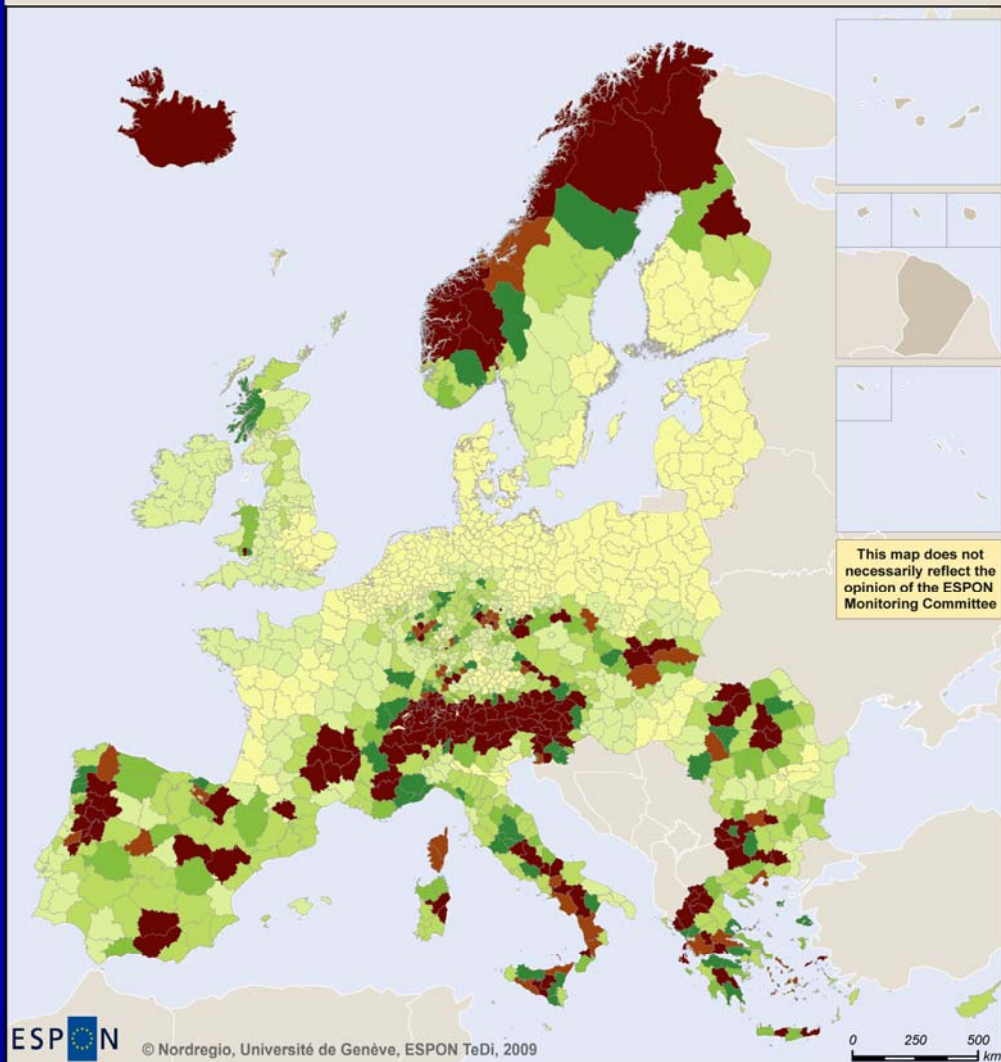 This map does not
necessarily reflect the
opinion of the ESPON
Monitoring Committee
ESPON
© Nordregio, Université de Genève, ESPON TeDi, 2009
0 250 500
km